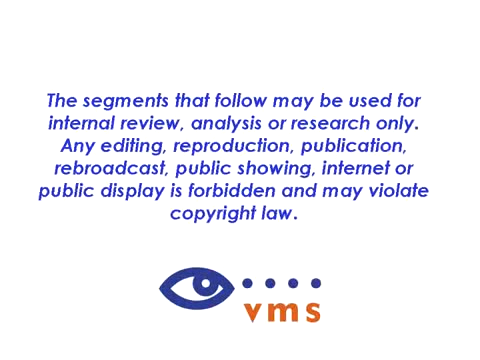 The segments that follow may be used for
internal review, analysis or research only.
Any editing, reproduction, publication,
rebroadcast, public showing, internet or
public display is forbidden and may violate
copyright law.
vms